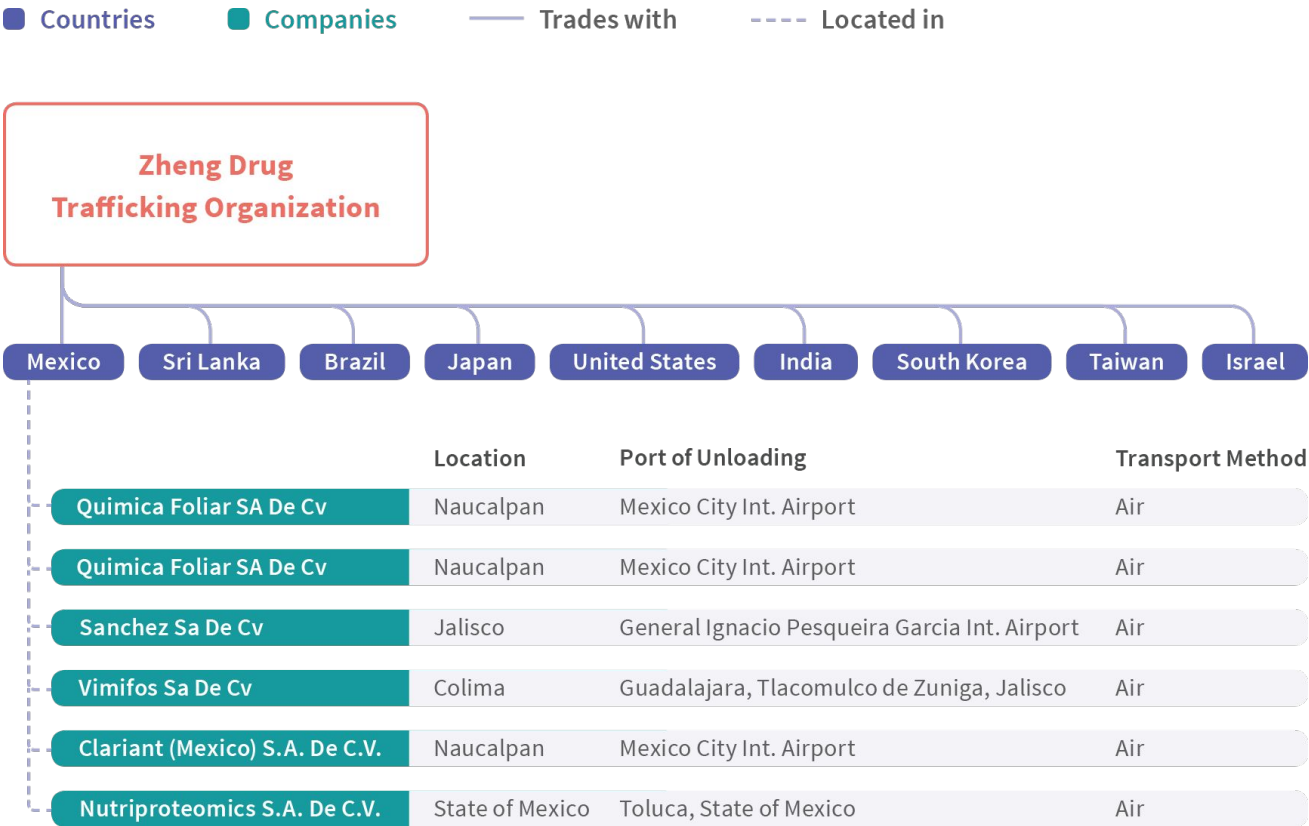 Countries Companies Trades with Located in
Zheng Drug
Trafficking Organization
Mexico Sri Lanka Brazil Japan United States India South Korea Taiwan Israel
Location Port of Unloading Transport Method
Quimica Foliar SA De Cv Naucalpan Mexico City Int. Airport Air
Quimica Foliar SA De Cv Naucalpan Mexico City Int. Airport Air
Sanchez Sa De Cv Jalisco General Ignacio Pesqueira Garcia Int. Airport Air
Vimifos Sa De Cv Colima Guadalajara, Tlacomulco de Zuniga, Jalisco Air
Clariant (Mexico) S.A. De C.V. Naucalpan Mexico City Int. Airport Air
Nutriproteomics S.A. De C.V. State of Mexico Toluca, State of Mexico Air